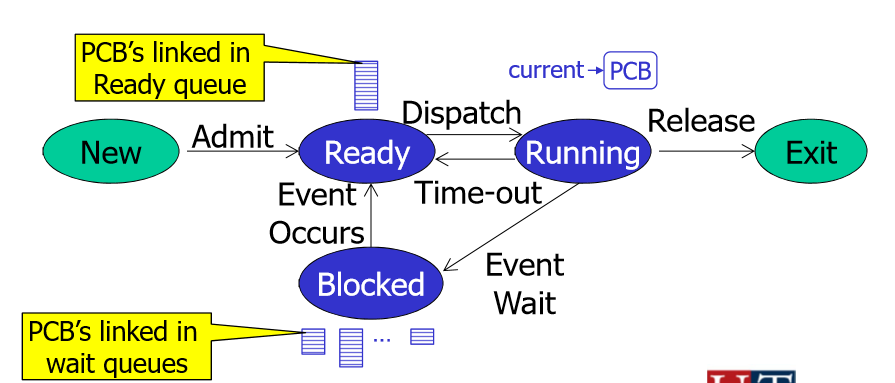 PCB's linked in
Ready queue
current
PCB
Dispatch
Release
Admit
New
Ready
Running
Exit
Event
Occurs
Time-out
Event
Wait
Blocked
PCB's linked in
wait queues
...